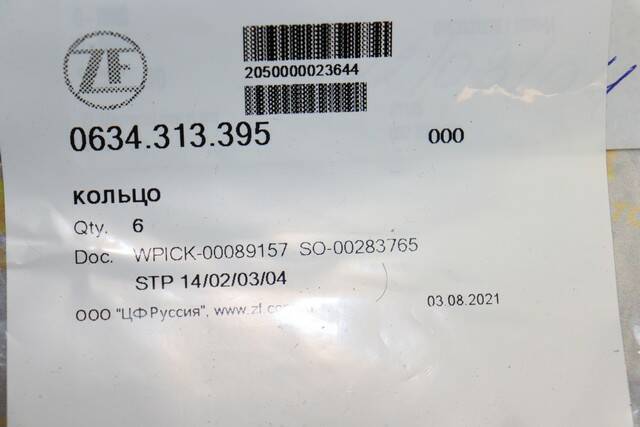 ZF
2050000023644
0634.313.395 000
кольцо
Qty. 6
Doc. WPICK-00089157 SO-00283765
STP 14/02/03/04
ООО "ЦФ Руссия", www.zf.co
03.08.2021